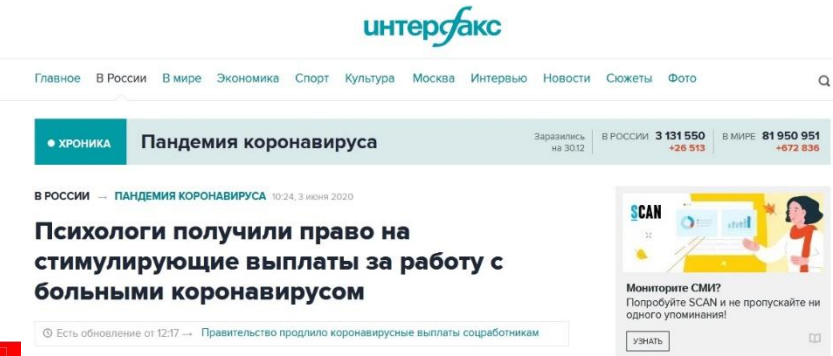 интерфакс
Главное В России В мире Экономика Спорт Культура Москва Интервью Новости Сюжеты Фото
• ХРОНИКА Пандемия коронавируса Заразились на 30.12 В РОССИИ 3 131 550 +26 513 В МИРЕ 81 950 951 +672 836
В РОССИИ → ПАНДЕМИЯ КОРОНАВИРУСА 10:24, 3 июня 2020
Психологи получили право на
стимулирующие выплаты за работу с
больными коронавирусом
Есть обновление от 12:17 → Правительство продлило коронавирусные выплаты соцработникам
SCAN
Мониторите СМИ?
Попробуйте SCAN и не пропускайте ни
одного упоминания!
УЗНАТЬ